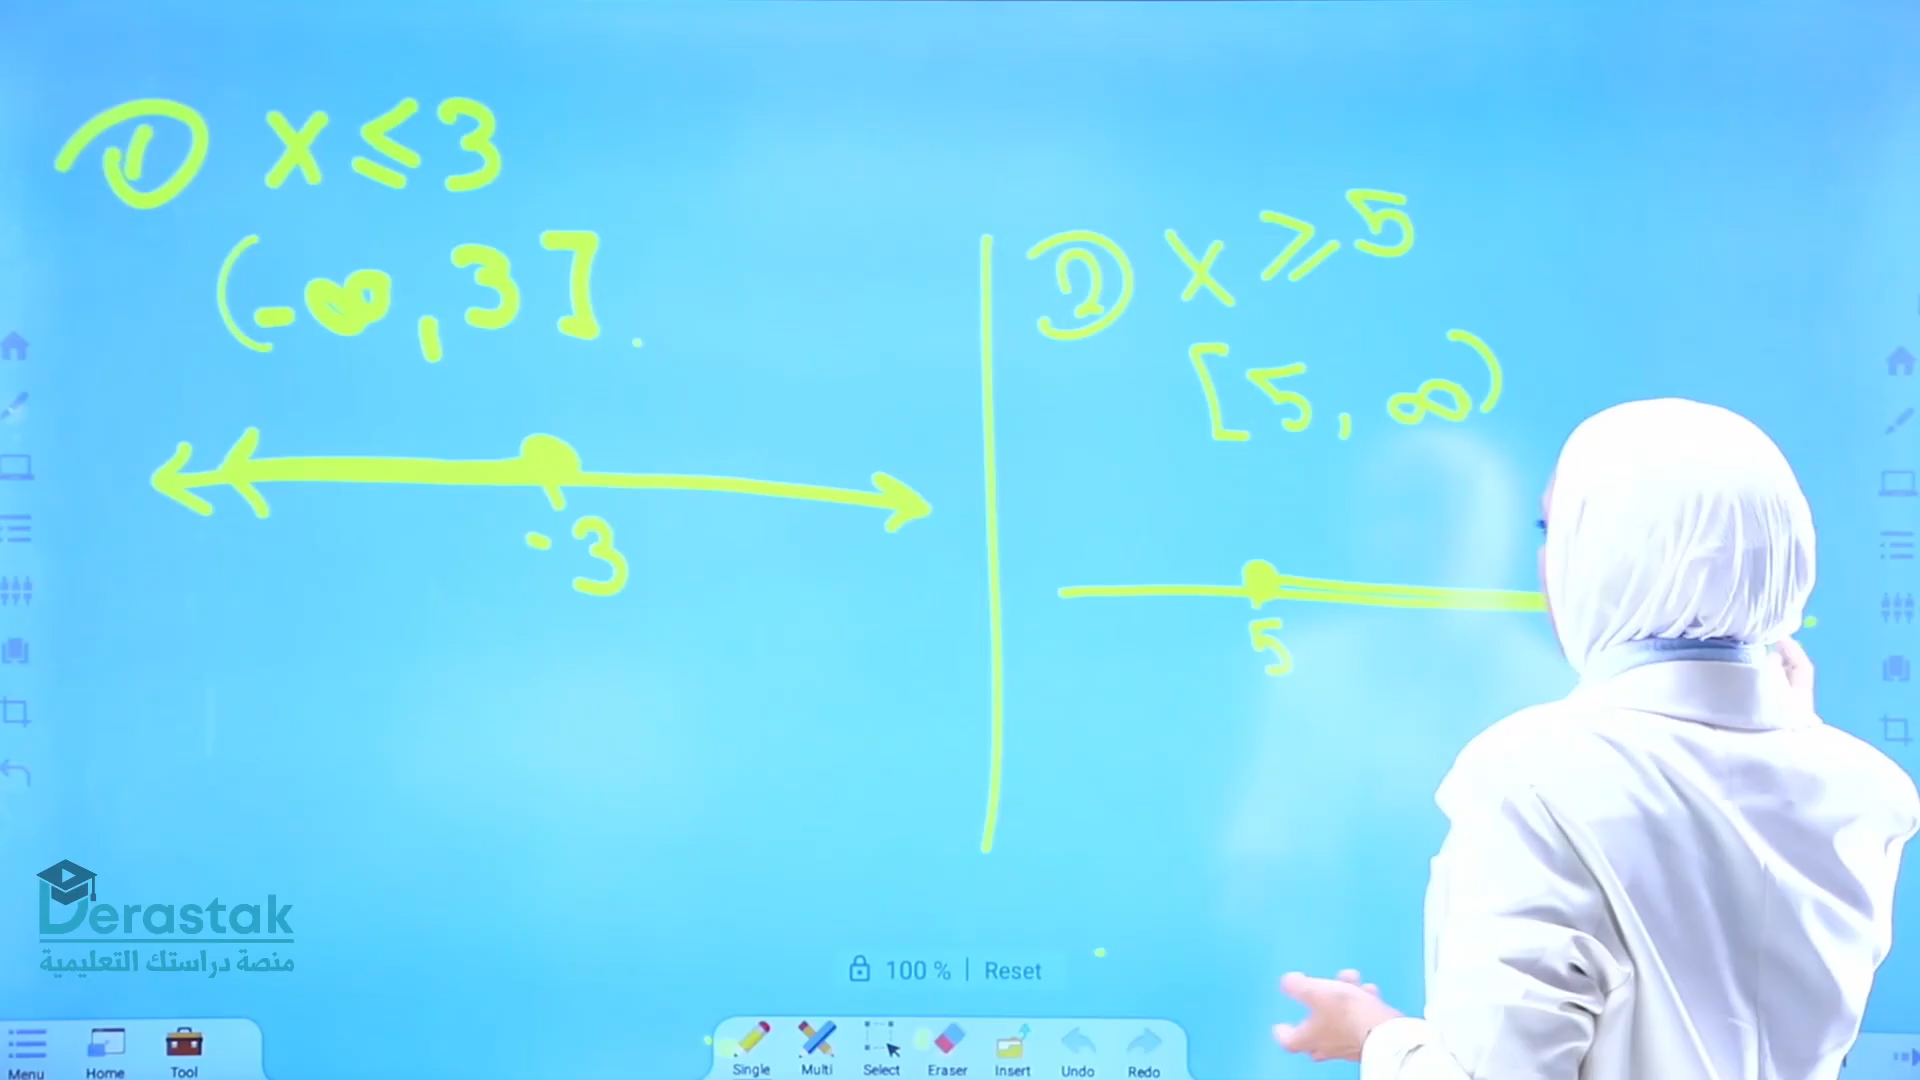 ① x ≤ 3
(-∞, 3]
-3
② x ≥ 5
[5, ∞)
5
Derastak
منصة دراستك التعليمية
100 % | Reset
Menu Home Tool
Single Multi Select Eraser Insert Undo Redo